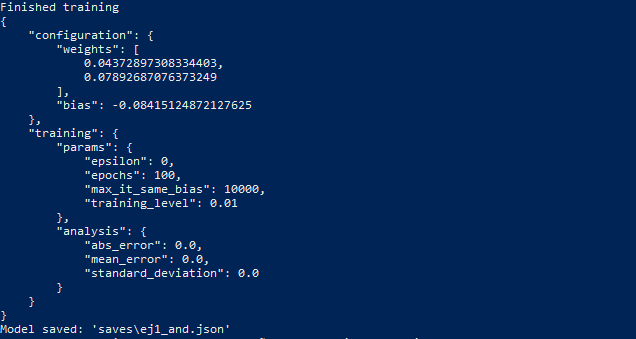 Finished training
{
    "configuration": {
        "weights": [
            0.04372897308334403,
            0.07892687076373249
        ],
        "bias": -0.08415124872127625
    },
    "training": {
        "params": {
            "epsilon": 0,
            "epochs": 100,
            "max_it_same_bias": 10000,
            "training_level": 0.01
        },
        "analysis": {
            "abs_error": 0.0,
            "mean_error": 0.0,
            "standard_deviation": 0.0
        }
    }
}
Model saved: 'saves\ej1_and.json'